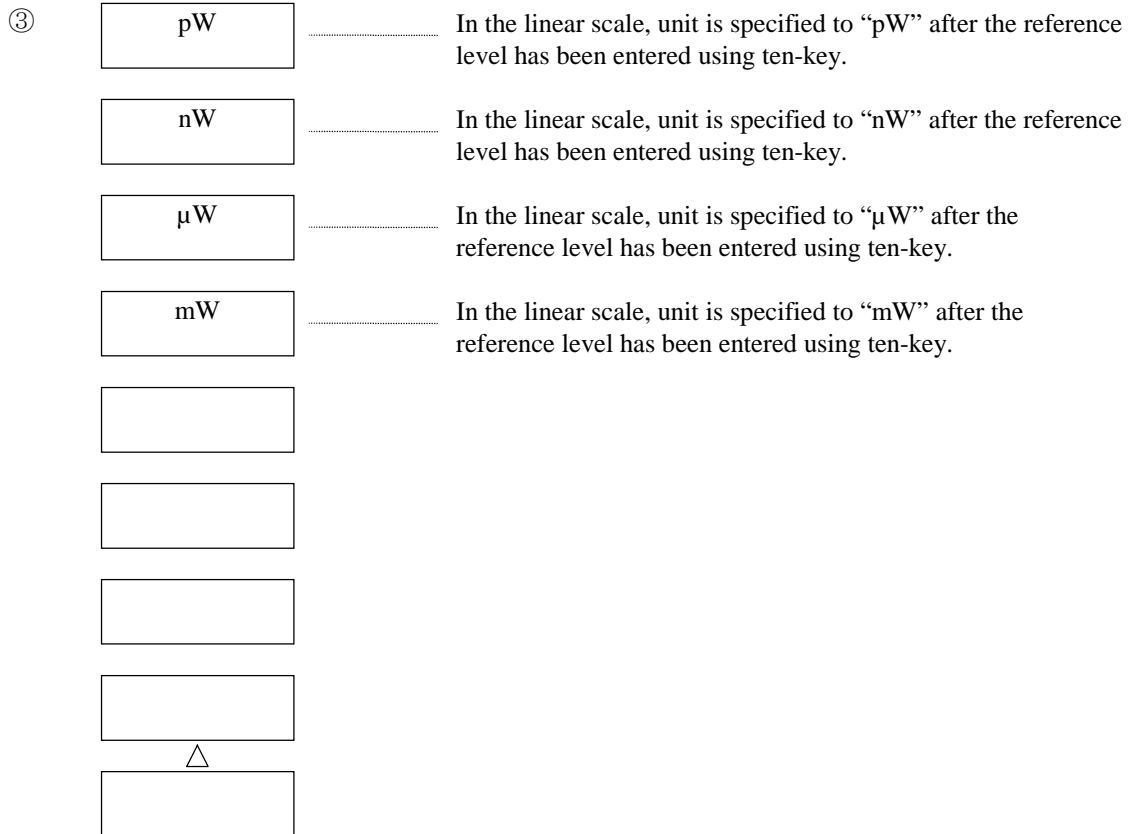 ③
pW
In the linear scale, unit is specified to “pW” after the reference
level has been entered using ten-key.
nW
In the linear scale, unit is specified to “nW” after the reference
level has been entered using ten-key.
µW
In the linear scale, unit is specified to “µW” after the
reference level has been entered using ten-key.
mW
In the linear scale, unit is specified to “mW” after the
reference level has been entered using ten-key.